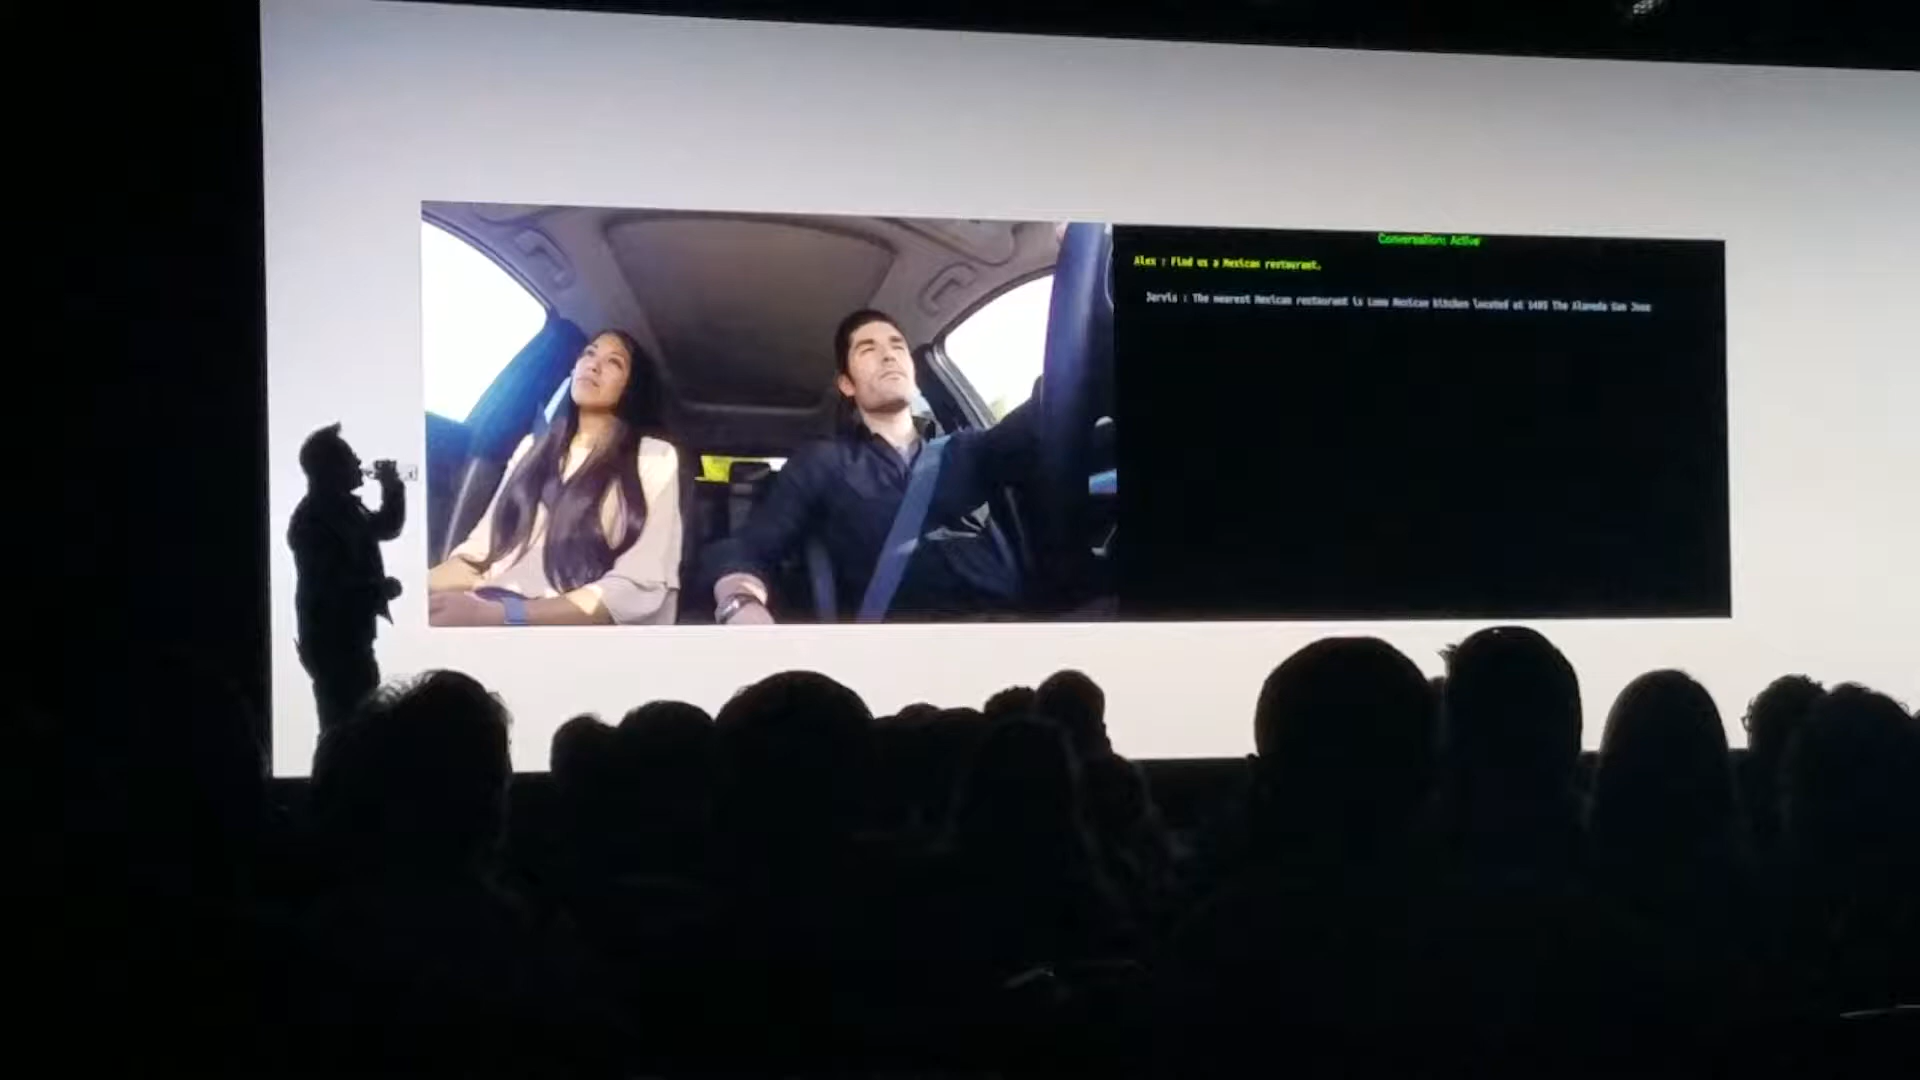 Conversation: Active
Alex : Find us a Mexican restaurant.
Jarvis : The nearest Mexican restaurant is Luna Mexican Kitchen located at 1495 The Alameda San Jose